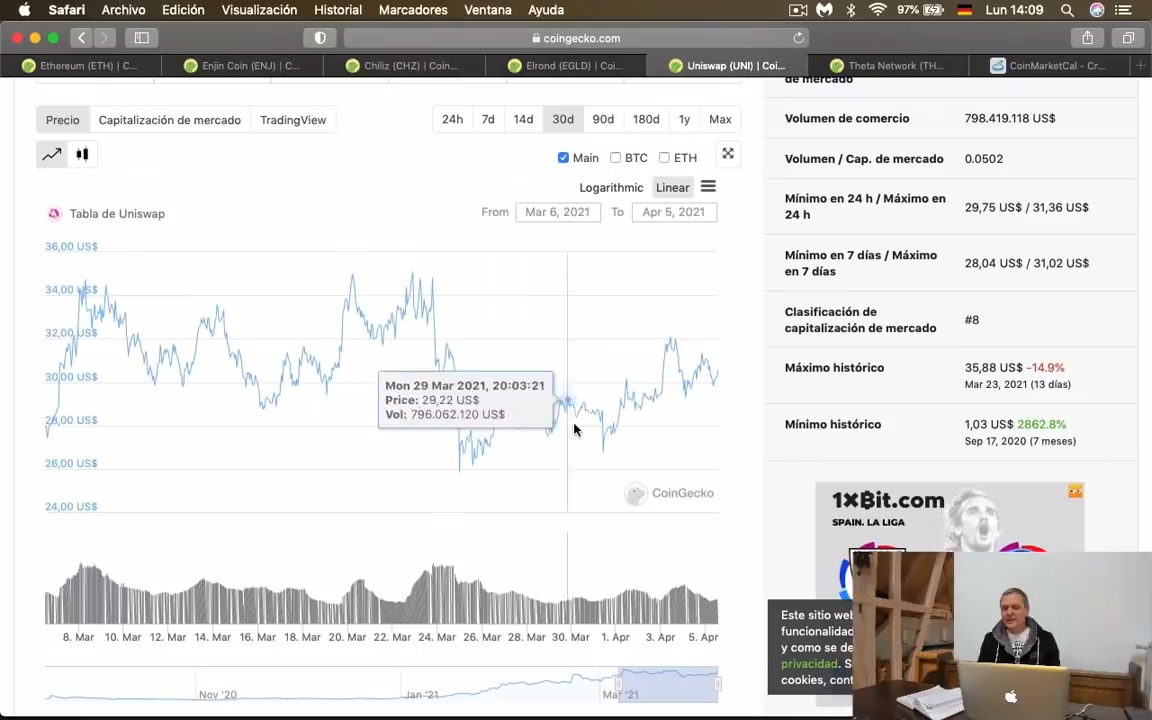 Safari Archivo Edición Visualización Historial Marcadores Ventana Ayuda 97% Lun 14:09
coingecko.com
Ethereum (ETH) | C... Enjin Coin (ENJ) | C... Chiliz (CHZ) | Coin... Elrond (EGLD) | Coi... Uniswap (UNI) | Coi... Theta Network (TH... CoinMarketCal - Cr...
de mercado
Precio Capitalización de mercado TradingView
24h 7d 14d 30d 90d 180d 1y Max
Main BTC ETH
Logarithmic Linear
Tabla de Uniswap
From Mar 6, 2021 To Apr 5, 2021
36,00 US$
34,00 US$
32,00 US$
30,00 US$
28,00 US$
26,00 US$
24,00 US$
Mon 29 Mar 2021, 20:03:21
Price: 29,22 US$
Vol: 796.062.120 US$
CoinGecko
8. Mar 10. Mar 12. Mar 14. Mar 16. Mar 18. Mar 20. Mar 22. Mar 24. Mar 26. Mar 28. Mar 30. Mar 1. Apr 3. Apr 5. Apr
Nov '20 Jan '21 Mar '21
Volumen de comercio 798.419.118 US$
Volumen / Cap. de mercado 0.0502
Mínimo en 24 h / Máximo en
24 h
29,75 US$ / 31,36 US$
Mínimo en 7 días / Máximo
en 7 días
28,04 US$ / 31,02 US$
Clasificación de
capitalización de mercado
#8
Máximo histórico 35,88 US$ -14.9%
Mar 23, 2021 (13 días)
Mínimo histórico 1,03 US$ 2862.8%
Sep 17, 2020 (7 meses)
1XBit.com
SPAIN. LA LIGA
Este sitio web
funcionalidad
y como se de
privacidad. S
cookies, cont